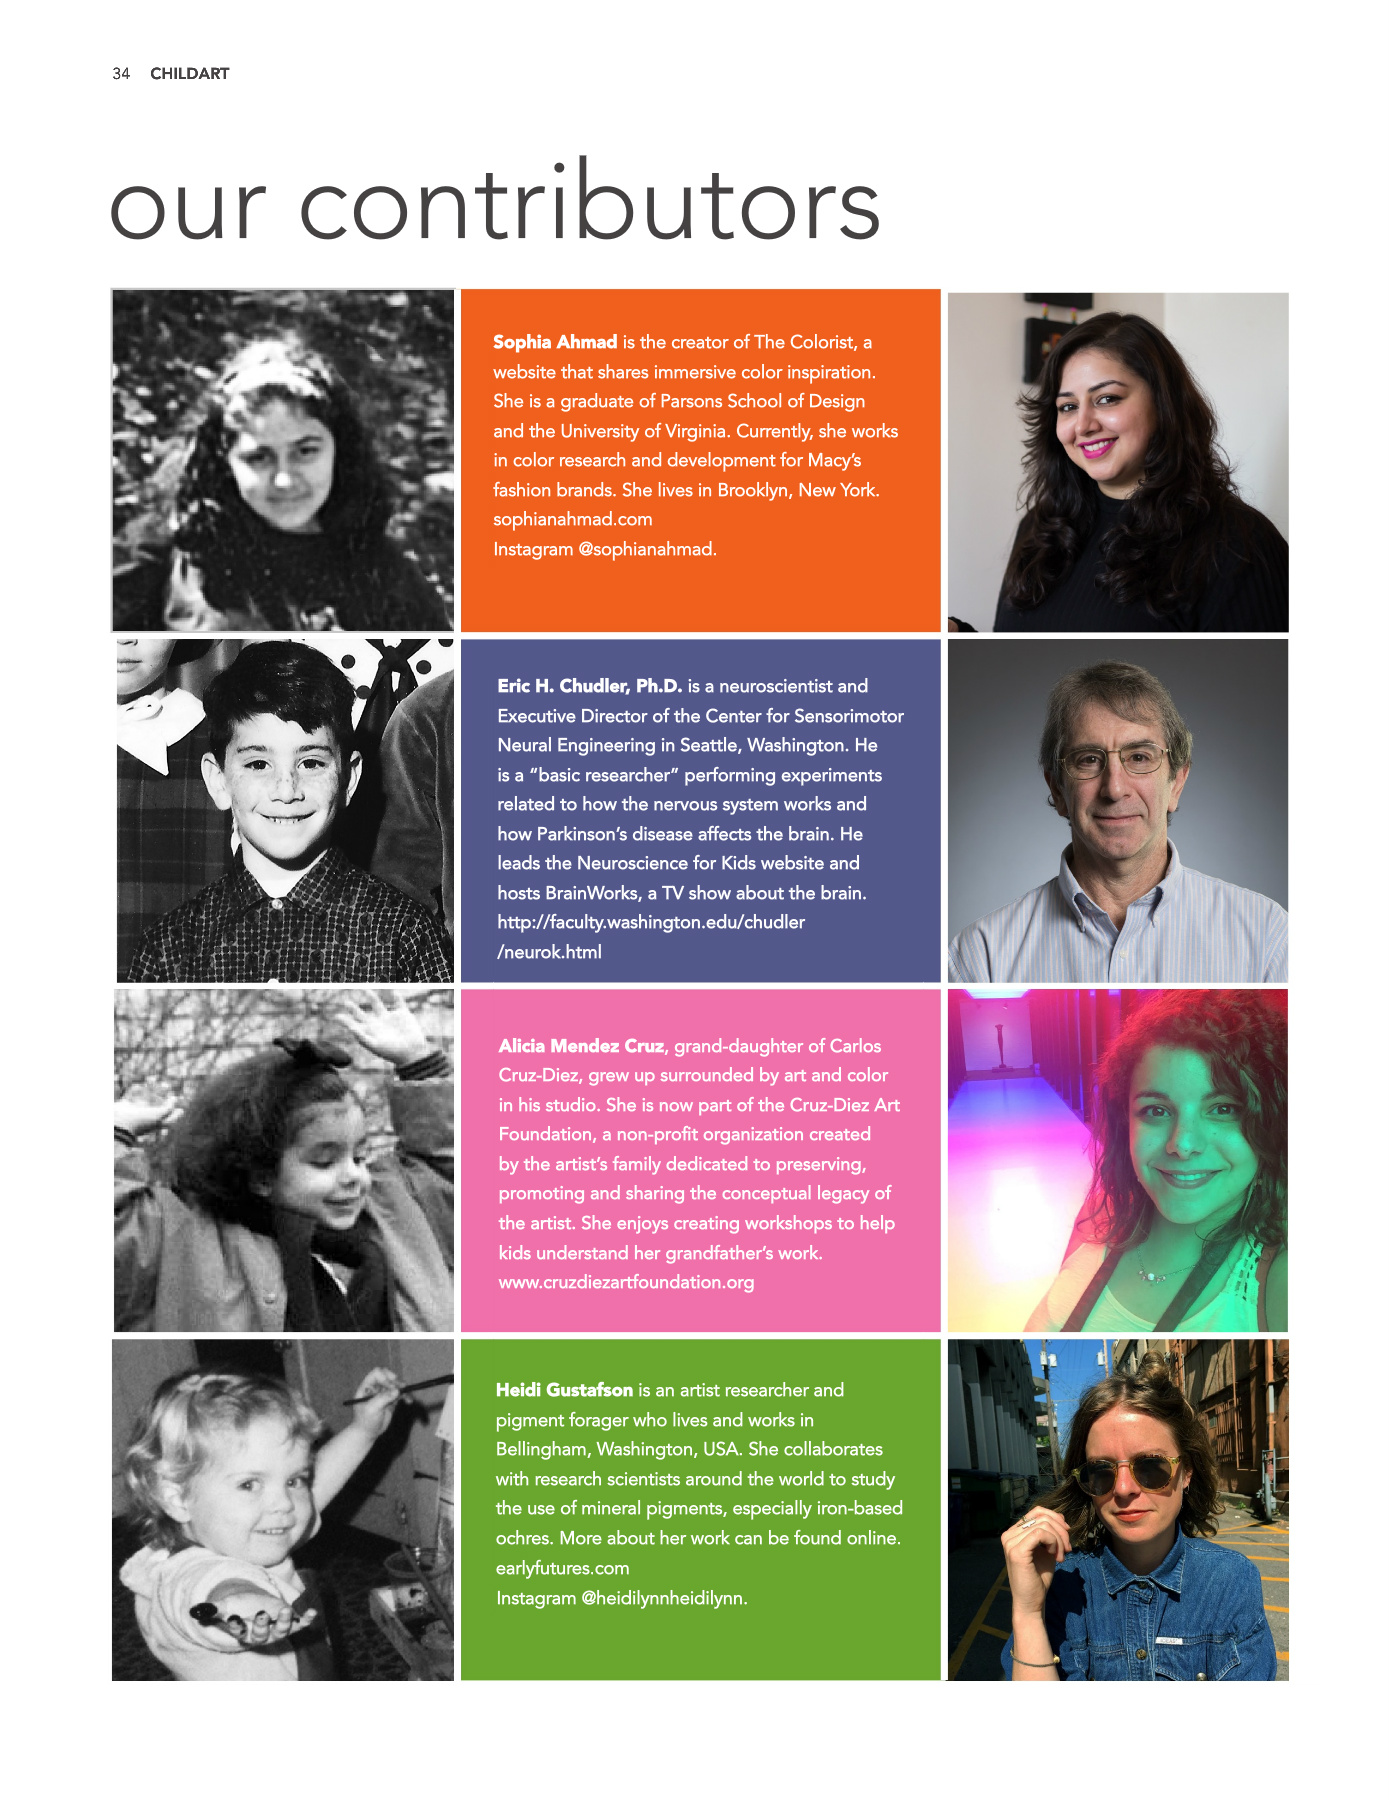 34 CHILDART
our contributors
Sophia Ahmad is the creator of The Colorist, a
website that shares immersive color inspiration.
She is a graduate of Parsons School of Design
and the University of Virginia. Currently, she works
in color research and development for Macy’s
fashion brands. She lives in Brooklyn, New York.
sophianahmad.com
Instagram @sophianahmad.
Eric H. Chudler, Ph.D. is a neuroscientist and
Executive Director of the Center for Sensorimotor
Neural Engineering in Seattle, Washington. He
is a “basic researcher” performing experiments
related to how the nervous system works and
how Parkinson’s disease affects the brain. He
leads the Neuroscience for Kids website and
hosts BrainWorks, a TV show about the brain.
http://faculty.washington.edu/chudler
/neurok.html
Alicia Mendez Cruz, grand-daughter of Carlos
Cruz-Diez, grew up surrounded by art and color
in his studio. She is now part of the Cruz-Diez Art
Foundation, a non-profit organization created
by the artist’s family dedicated to preserving,
promoting and sharing the conceptual legacy of
the artist. She enjoys creating workshops to help
kids understand her grandfather’s work.
www.cruzdiezartfoundation.org
Heidi Gustafson is an artist researcher and
pigment forager who lives and works in
Bellingham, Washington, USA. She collaborates
with research scientists around the world to study
the use of mineral pigments, especially iron-based
ochres. More about her work can be found online.
earlyfutures.com
Instagram @heidilynnheidilynn.